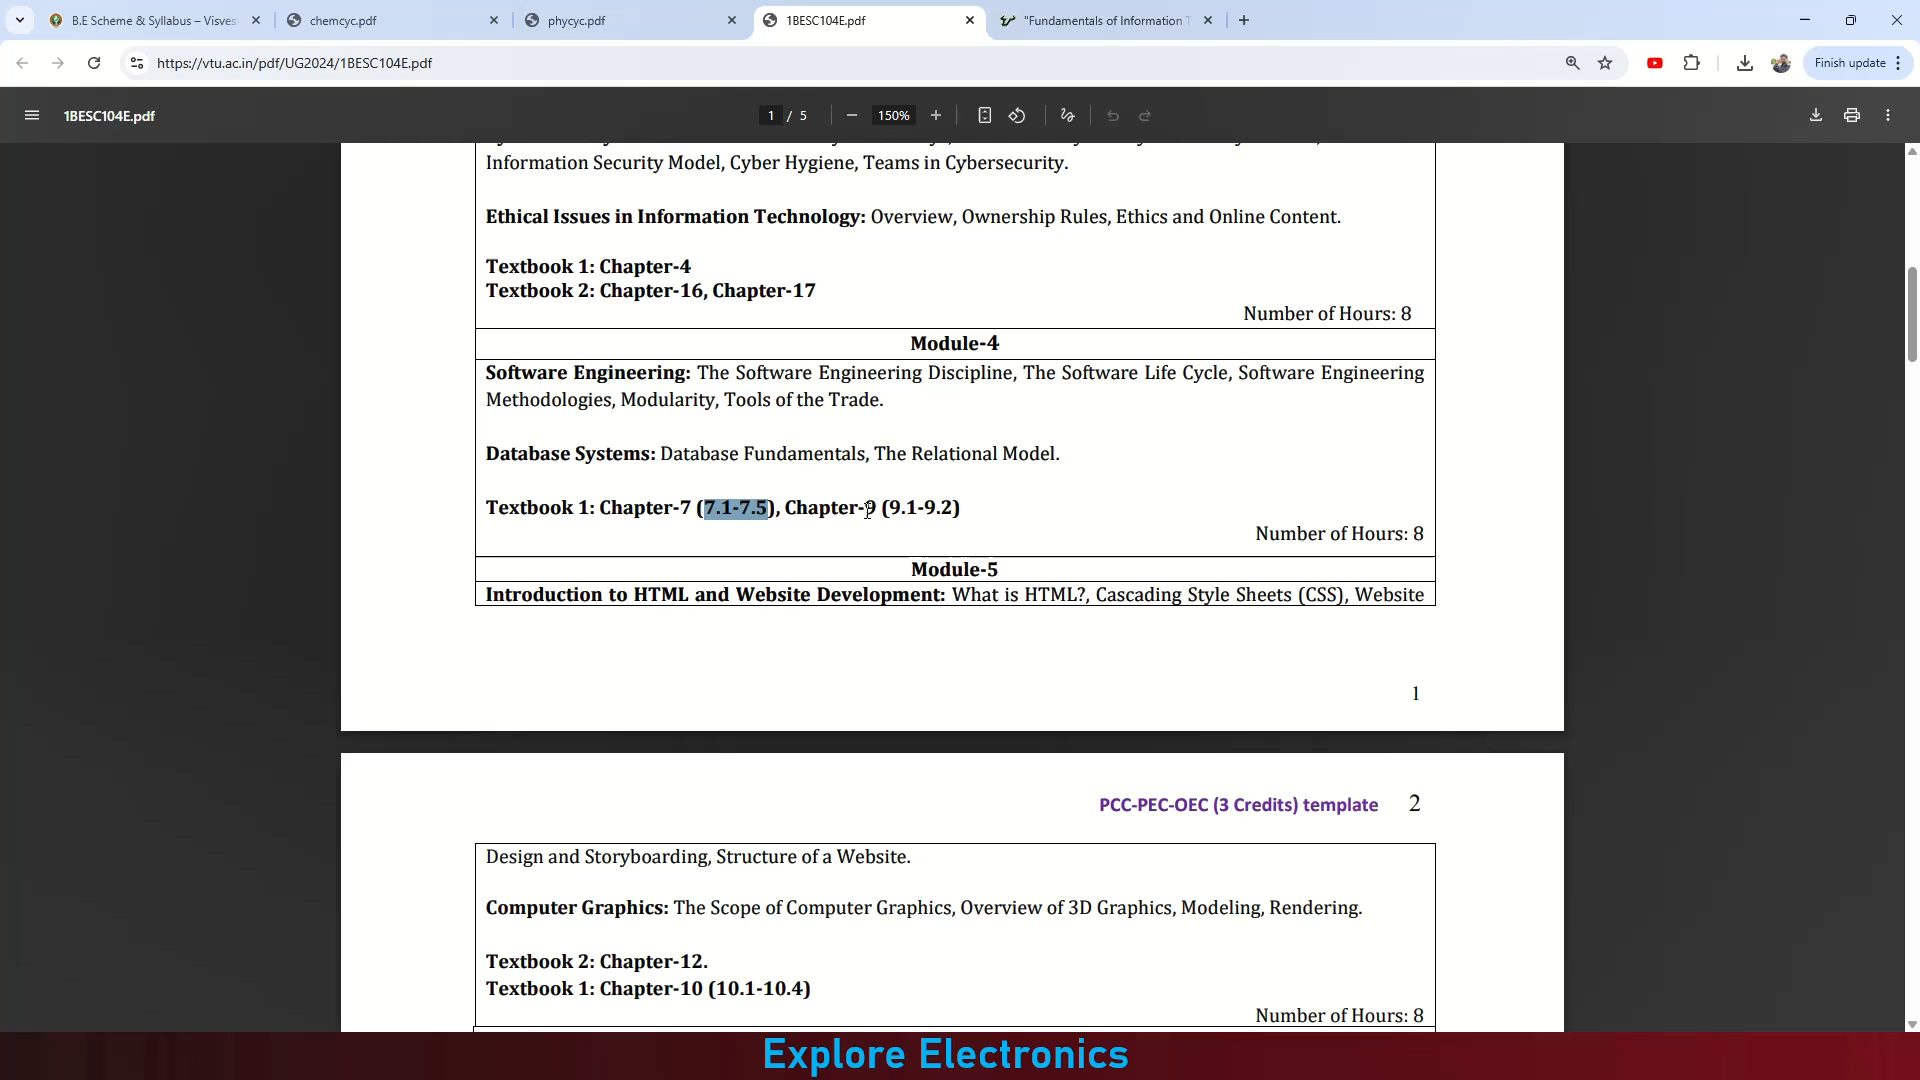 B.E Scheme & Syllabus – Visves
chemcyc.pdf
phycyc.pdf
1BESC104E.pdf
"Fundamentals of Information T
https://vtu.ac.in/pdf/UG2024/1BESC104E.pdf
Finish update
1BESC104E.pdf
1 / 5
150%
Information Security Model, Cyber Hygiene, Teams in Cybersecurity.
Ethical Issues in Information Technology: Overview, Ownership Rules, Ethics and Online Content.
Textbook 1: Chapter-4
Textbook 2: Chapter-16, Chapter-17
Number of Hours: 8
Module-4
Software Engineering: The Software Engineering Discipline, The Software Life Cycle, Software Engineering
Methodologies, Modularity, Tools of the Trade.
Database Systems: Database Fundamentals, The Relational Model.
Textbook 1: Chapter-7 (7.1-7.5), Chapter-9 (9.1-9.2)
Number of Hours: 8
Module-5
Introduction to HTML and Website Development: What is HTML?, Cascading Style Sheets (CSS), Website
1
PCC-PEC-OEC (3 Credits) template 2
Design and Storyboarding, Structure of a Website.
Computer Graphics: The Scope of Computer Graphics, Overview of 3D Graphics, Modeling, Rendering.
Textbook 2: Chapter-12.
Textbook 1: Chapter-10 (10.1-10.4)
Number of Hours: 8
Explore Electronics